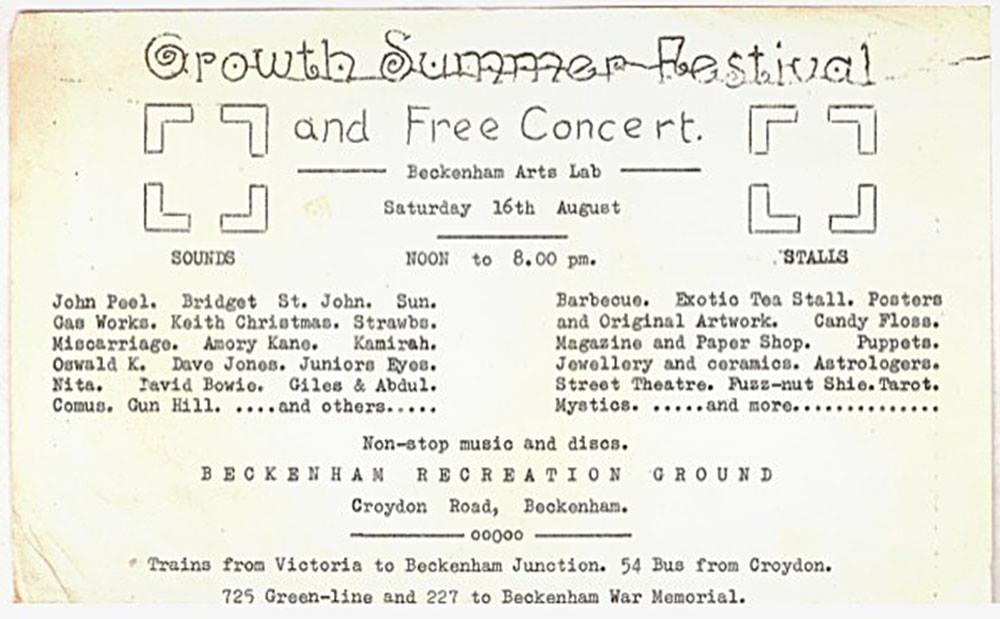 Growth Summer Festival
and Free Concert.
Beckenham Arts Lab
Saturday 16th August
NOON to 8.00 pm.
SOUNDS
John Peel. Bridget St. John. Sun.
Gas Works. Keith Christmas. Strawbs.
Miscarriage. Amory Kane. Kamirah.
Oswald K. Dave Jones. Juniors Eyes.
Nita. David Bowie. Giles & Abdul.
Comus. Gun Hill. ....and others.....
STALLS
Barbecue. Exotic Tea Stall. Posters
and Original Artwork. Candy Floss.
Magazine and Paper Shop. Puppets.
Jewellery and ceramics. Astrologers.
Street Theatre. Fuzz-nut Shie. Tarot.
Mystics. .....and more..............
Non-stop music and discs.
BECKENHAM RECREATION GROUND
Croydon Road, Beckenham.
ooOoo
Trains from Victoria to Beckenham Junction. 54 Bus from Croydon.
725 Green-line and 227 to Beckenham War Memorial.